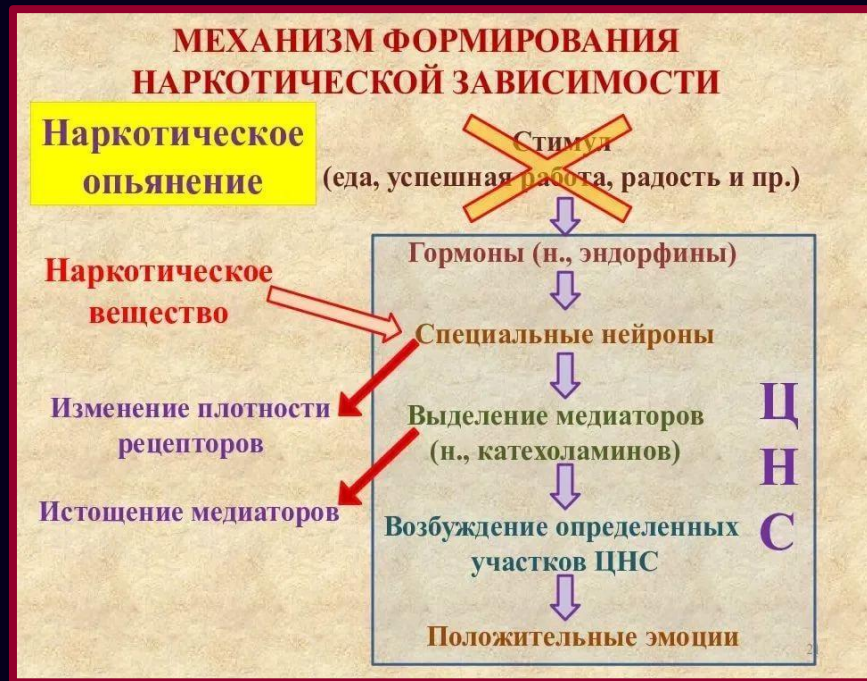 МЕХАНИЗМ ФОРМИРОВАНИЯ
НАРКОТИЧЕСКОЙ ЗАВИСИМОСТИ
Наркотическое
опьянение
Стимул
(еда, успешная работа, радость и пр.)
Гормоны (н., эндорфины)
Наркотическое
вещество
Специальные нейроны
Изменение плотности
рецепторов
Выделение медиаторов
(н., катехоламинов)
Истощение медиаторов
Возбуждение определенных
участков ЦНС
Положительные эмоции
Ц
Н
С